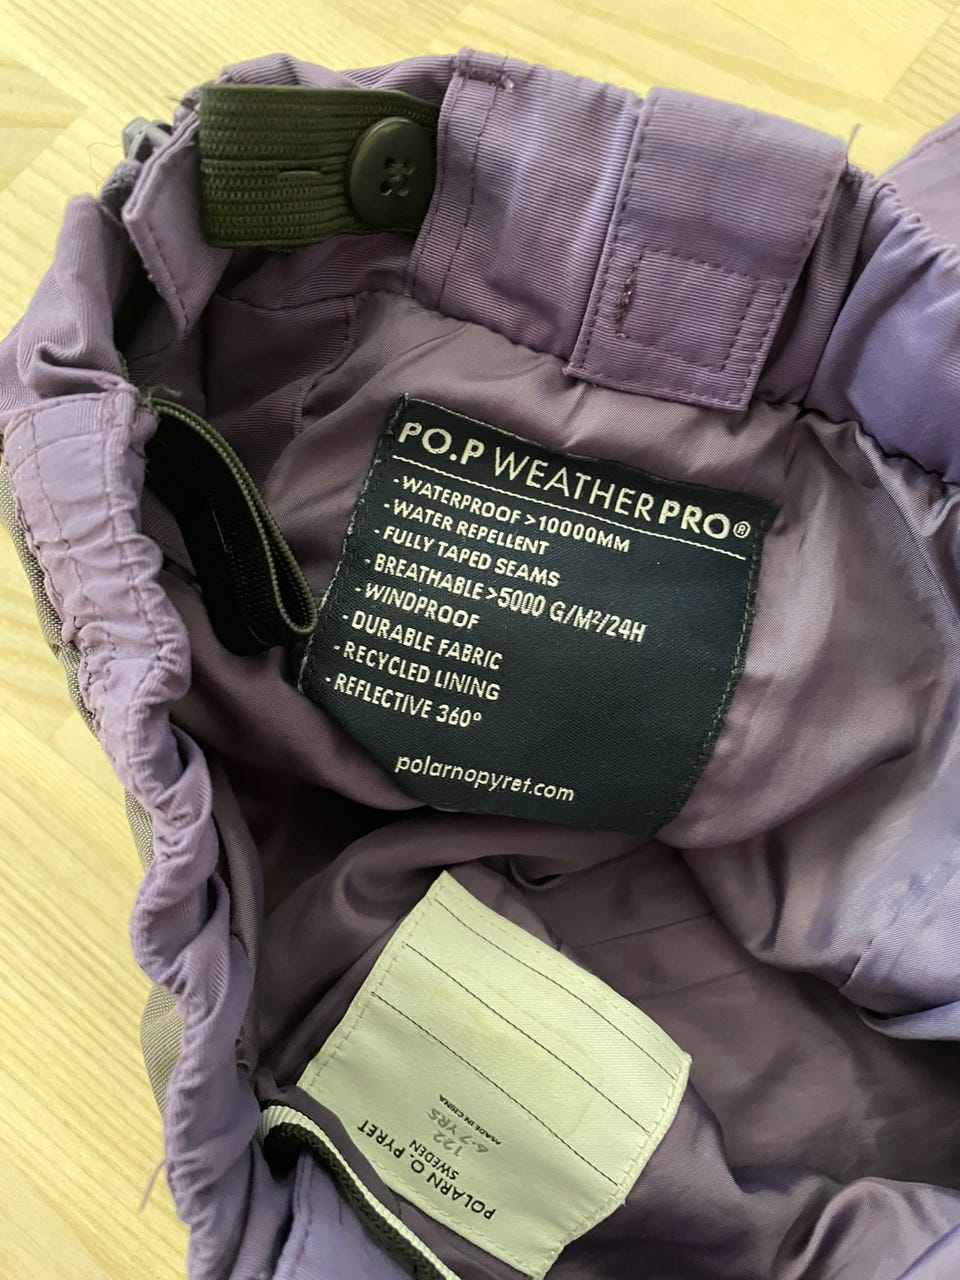 PO.P WEATHERPRO®
-WATERPROOF >10000MM
-WATER REPELLENT
-FULLY TAPED SEAMS
-BREATHABLE >5000 G/M²/24H
-WINDPROOF
-DURABLE FABRIC
-RECYCLED LINING
-REFLECTIVE 360°
polarnopyret.com
POLARN O. PYRET
SWEDEN
122
6-7 YRS
MADE IN CHINA